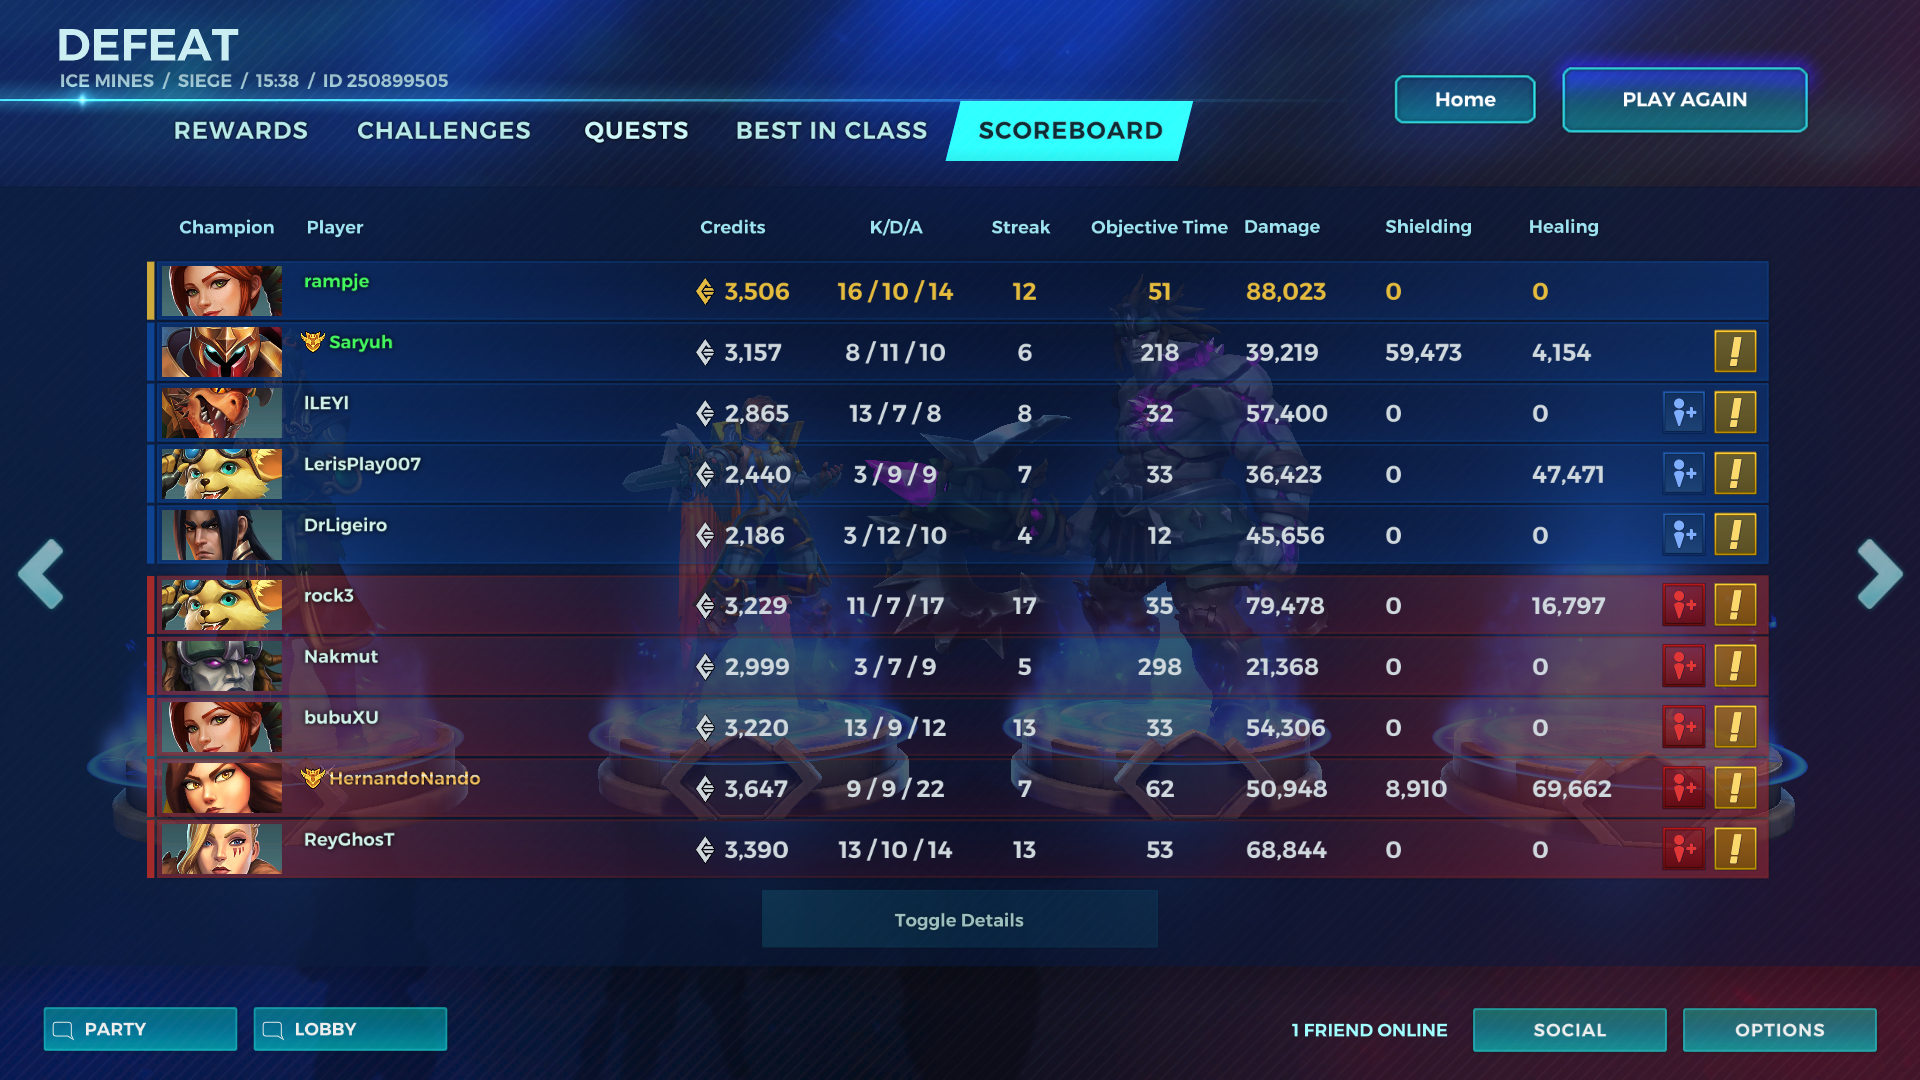 DEFEAT
ICE MINES / SIEGE / 15:38 / ID 250899505
Home
PLAY AGAIN
REWARDS CHALLENGES QUESTS BEST IN CLASS SCOREBOARD
Champion Player Credits K/D/A Streak Objective Time Damage Shielding Healing
rampje 3,506 16 / 10 / 14 12 51 88,023 0 0
Saryuh 3,157 8 / 11 / 10 6 218 39,219 59,473 4,154
lLEYl 2,865 13 / 7 / 8 8 32 57,400 0 0
LerisPlay007 2,440 3 / 9 / 9 7 33 36,423 0 47,471
DrLigeiro 2,186 3 / 12 / 10 4 12 45,656 0 0
rock3 3,229 11 / 7 / 17 17 35 79,478 0 16,797
Nakmut 2,999 3 / 7 / 9 5 298 21,368 0 0
bubuXU 3,220 13 / 9 / 12 13 33 54,306 0 0
HernandoNando 3,647 9 / 9 / 22 7 62 50,948 8,910 69,662
ReyGhosT 3,390 13 / 10 / 14 13 53 68,844 0 0
Toggle Details
PARTY LOBBY 1 FRIEND ONLINE SOCIAL OPTIONS